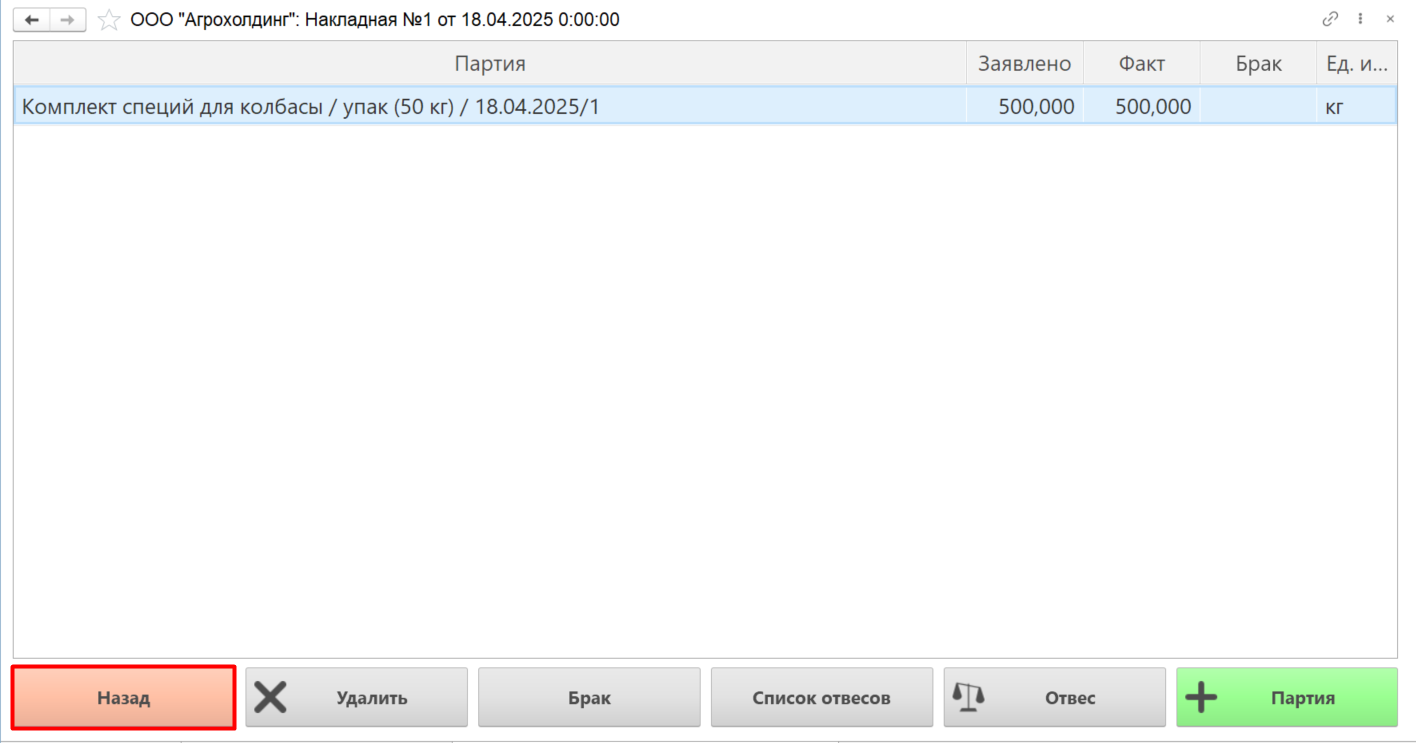 ООО "Агрохолдинг": Накладная №1 от 18.04.2025 0:00:00
Партия Заявлено Факт Брак Ед. и...
Комплект специй для колбасы / упак (50 кг) / 18.04.2025/1 500,000 500,000 кг
Назад Удалить Брак Список отвесов Отвес Партия